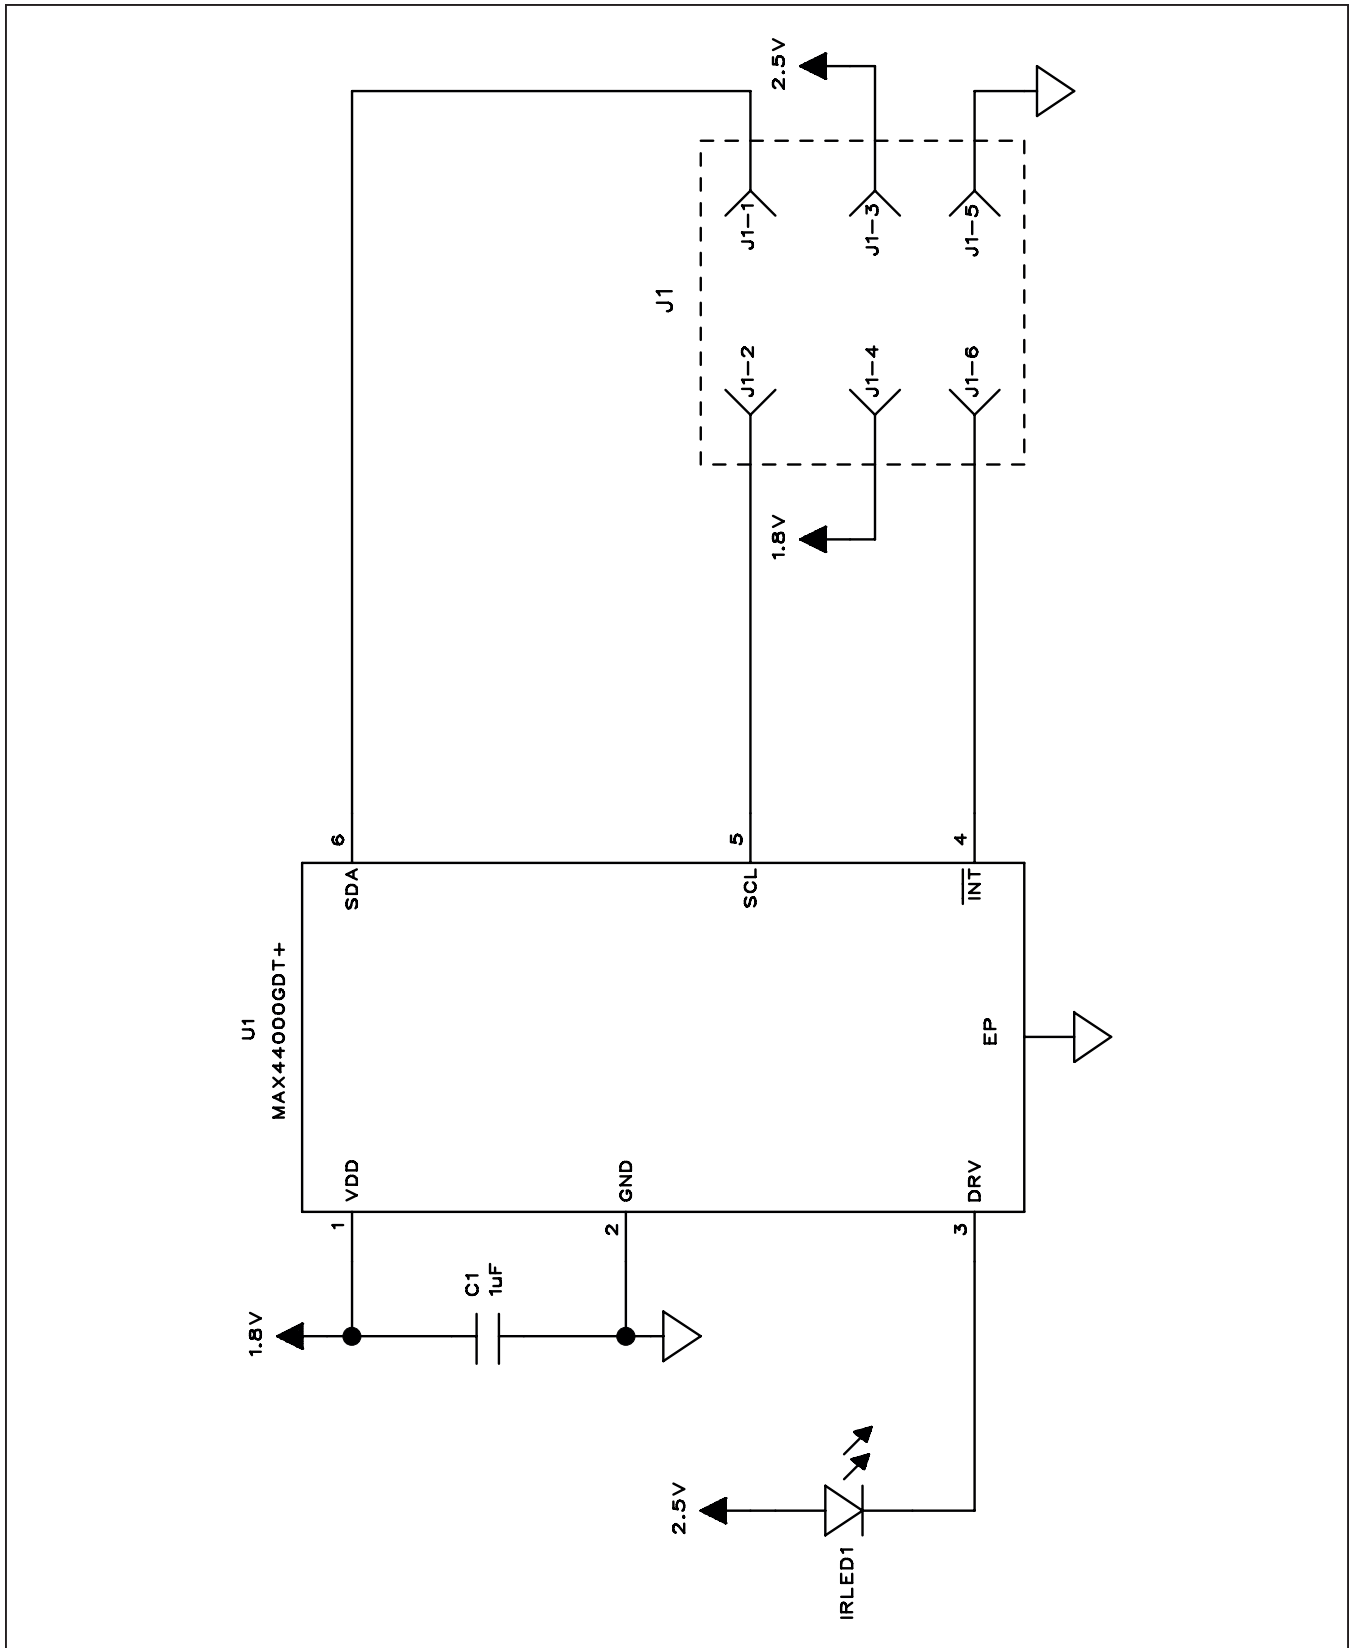 U1
MAX44000GDT+
1.8V
1
VDD
SDA
6
C1
1uF
2
GND
SCL
5
2.5V
IRLED1
3
DRV
EP
INT
4
J1
J1-2
J1-1
1.8V
2.5V
J1-4
J1-3
J1-6
J1-5